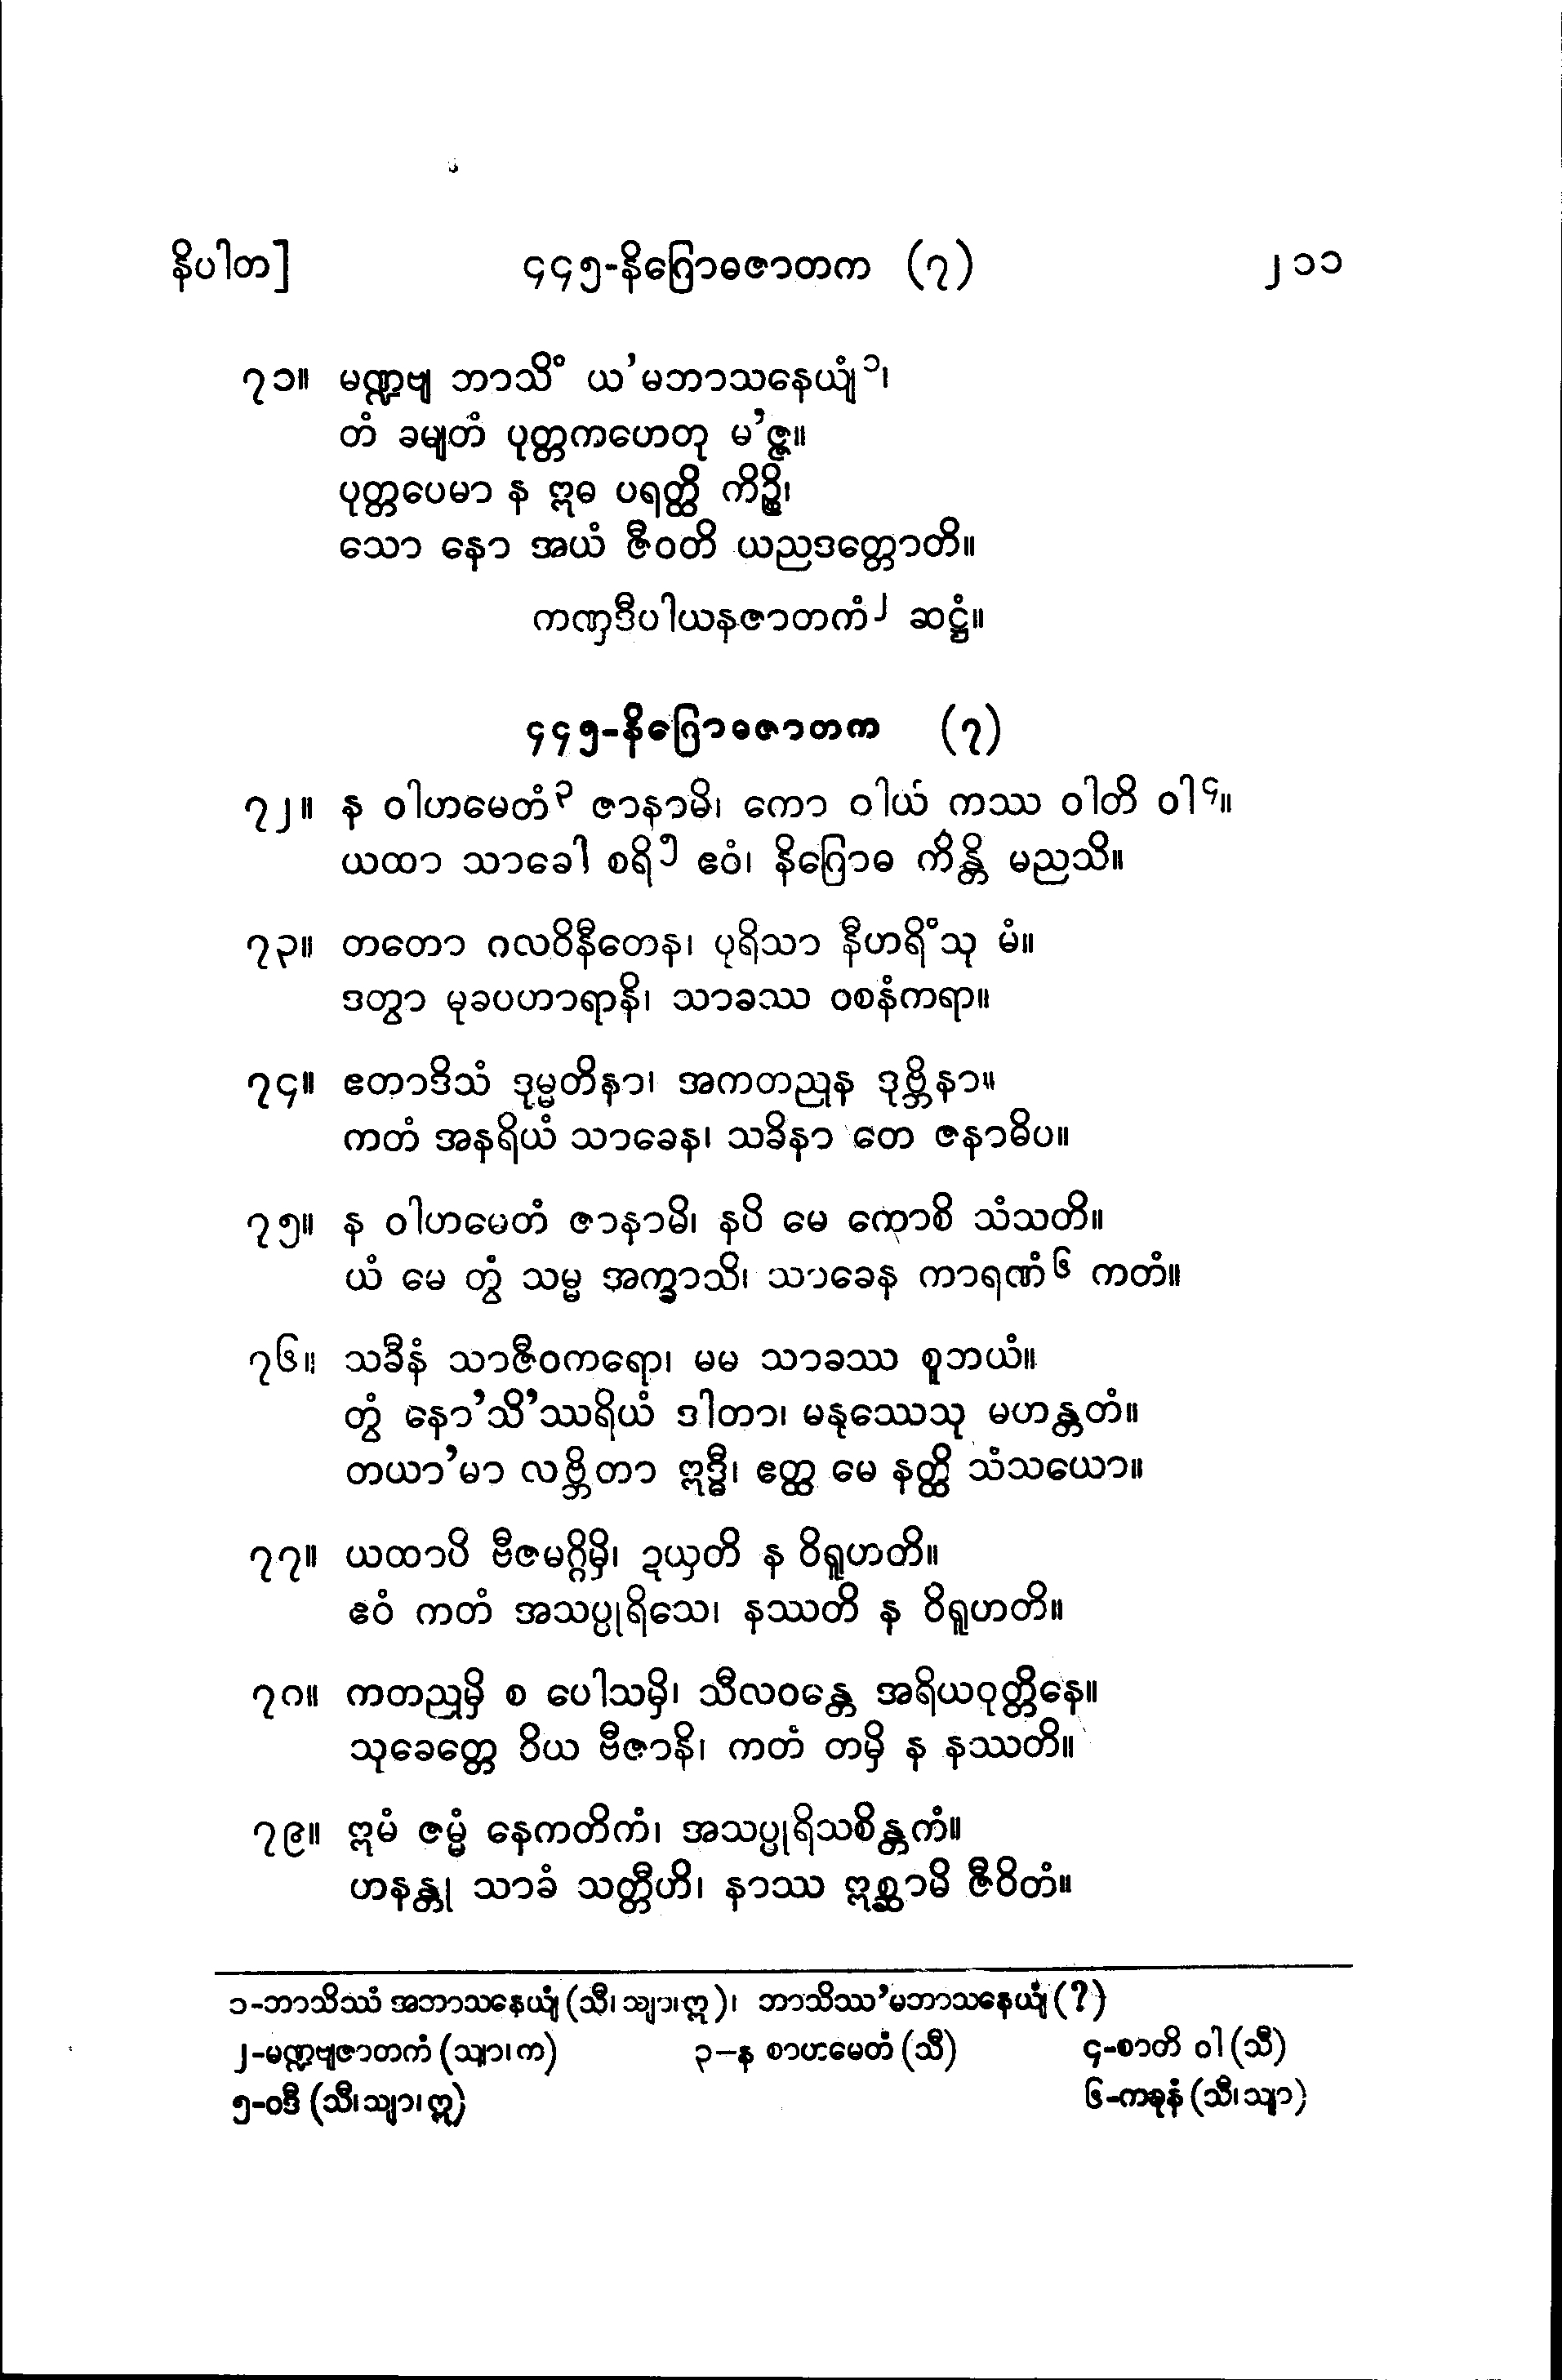 နိပါတ] ၄၄၅-နိဂြောဓဇာတက (၇) ၂၁၁
၇၁။ မဏ္ဍဗျ ဘာသိံ ယ’မဘာသနေယျံ၁၊
တံ ခမျတံ ပုတ္တကဟေတု မ’ဇ္ဇ။
ပုတ္တပေမာ န ဣဓ ပရတ္ထိ ကိဉ္စိ၊
သော နော အယံ ဇီဝတိ ယညဒတ္တောတိ။
ကဏှဒီပါယနဇာတကံ၂ ဆဋ္ဌံ။
၄၄၅-နိဂြောဓဇာတက (၇)
၇၂။ န ဝါဟမေတံ၃ ဇာနာမိ၊ ကော ဝါယံ ကဿ ဝါတိ ဝါ၄။
ယထာ သာခေါ စရိ၅ ဧဝံ၊ နိဂြောဓ ကိန္တိ မညသိ။
၇၃။ တတော ဂလဝိနီတေန၊ ပုရိသာ နီဟရိံသု မံ။
ဒတွာ မုခပဟာရာနိ၊ သာခဿ ဝစနံကရာ။
၇၄။ ဧတာဒိသံ ဒုမ္မတိနာ၊ အကတညုန ဒုဗ္ဘိနာ။
ကတံ အနရိယံ သာခေန၊ သခိနာ တေ ဇနာဓိပ။
၇၅။ န ဝါဟမေတံ ဇာနာမိ၊ နပိ မေ ကောစိ သံသတိ။
ယံ မေ တွံ သမ္မ အက္ခာသိ၊ သာခေန ကာရဏံ၆ ကတံ။
၇၆။ သခီနံ သာဇီဝကရော၊ မမ သာခဿ စူဘယံ။
တွံ နော’သိ’ဿရိယံ ဒါတာ၊ မနုဿေသု မဟန္တတံ။
တယာ’မာ လဗ္ဘိတာ ဣဒ္ဓီ၊ ဧတ္ထ မေ နတ္ထိ သံသယော။
၇၇။ ယထာပိ ဗီဇမဂ္ဂိမှိ၊ ဍယှတိ န ဝိရူဟတိ။
ဧဝံ ကတံ အသပ္ပုရိသေ၊ နဿတိ န ဝိရူဟတိ။
၇၈။ ကတညုမှိ စ ပေါသမှိ၊ သီလဝန္တေ အရိယဝုတ္တိနေ။
သုခေတ္တေ ဝိယ ဗီဇာနိ၊ ကတံ တမှိ န နဿတိ။
၇၉။ ဣမံ ဇမ္မံ နေကတိကံ၊ အသပ္ပုရိသစိန္တကံ။
ဟနန္တု သာခံ သတ္တီဟိ၊ နာဿ ဣစ္ဆာမိ ဇီဝိတံ။
၁-ဘာသိဿံ အဘာသနေယျံ (သီ၊ သျာ၊ ဣ)၊ ဘာသိဿ’မဘာသနေယျံ (?)
၂-မဏ္ဍဗျဇာတကံ (သျာ၊ က) ၃-န စာဟမေတံ (သီ) ၄-စာတိ ဝါ (သီ)
၅-ဝဒီ (သီ၊ သျာ၊ ဣ) ၆-ကဒုနံ (သီ၊ သျာ)